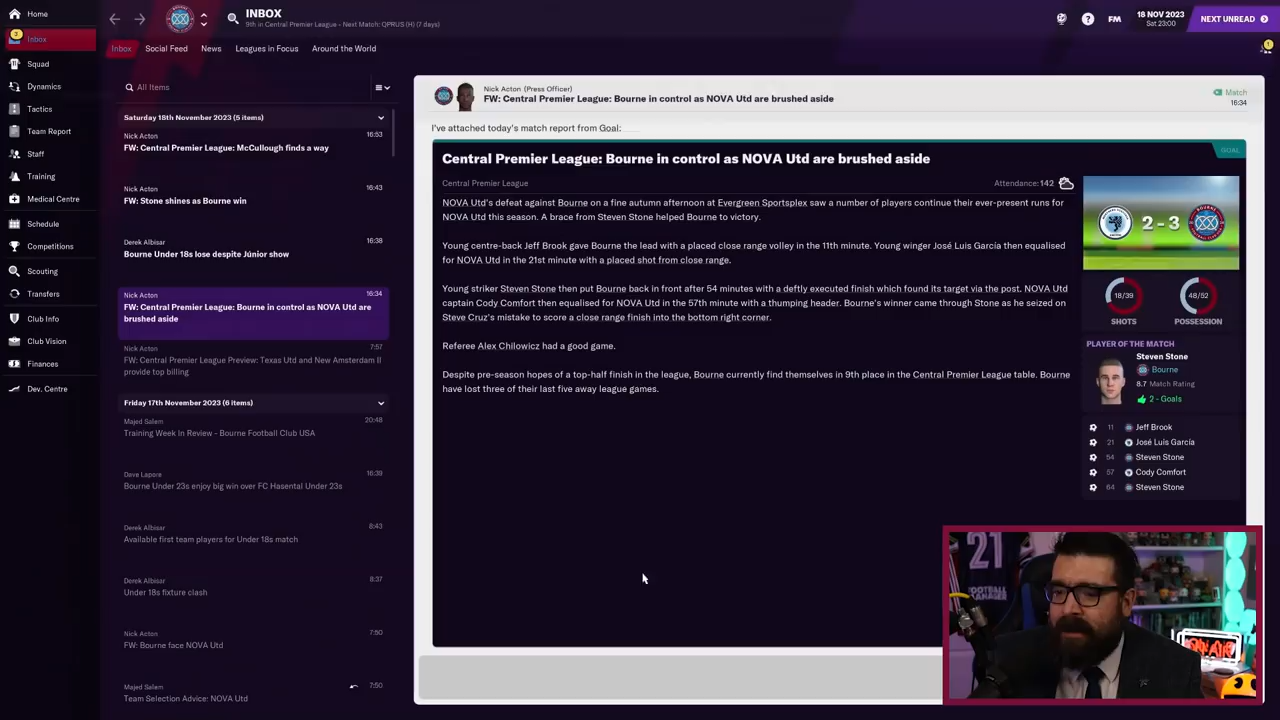 Home
INBOX
9th in Central Premier League • Next Match: QPRUS (H) (7 days)
FM
18 NOV 2023
Sat 23:00
NEXT UNREAD
3
Inbox
Squad
Dynamics
Tactics
Team Report
Staff
Training
Medical Centre
Schedule
Competitions
Scouting
Transfers
Club Info
Club Vision
Finances
Dev. Centre
Inbox
Social Feed
News
Leagues in Focus
Around the World
1
All Items
Saturday 18th November 2023 (5 items)
Nick Acton
16:53
FW: Central Premier League: McCullough finds a way
Nick Acton
16:43
FW: Stone shines as Bourne win
Derek Albisar
16:38
Bourne Under 18s lose despite Júnior show
Nick Acton
16:34
FW: Central Premier League: Bourne in control as NOVA Utd are
brushed aside
Nick Acton
7:57
FW: Central Premier League Preview: Texas Utd and New Amsterdam II
provide top billing
Friday 17th November 2023 (6 items)
Majed Salem
20:48
Training Week In Review - Bourne Football Club USA
Dave Lapore
16:39
Bourne Under 23s enjoy big win over FC Hasental Under 23s
Derek Albisar
8:43
Available first team players for Under 18s match
Derek Albisar
8:37
Under 18s fixture clash
Nick Acton
7:50
FW: Bourne face NOVA Utd
Majed Salem
7:50
Team Selection Advice: NOVA Utd
Nick Acton (Press Officer)
FW: Central Premier League: Bourne in control as NOVA Utd are brushed aside
Match
16:34
I've attached today's match report from Goal:
Central Premier League: Bourne in control as NOVA Utd are brushed aside
GOAL
Central Premier League
Attendance: 142
NOVA Utd's defeat against Bourne on a fine autumn afternoon at Evergreen Sportsplex saw a number of players continue their ever-present runs for
NOVA Utd this season. A brace from Steven Stone helped Bourne to victory.
Young centre-back Jeff Brook gave Bourne the lead with a placed close range volley in the 11th minute. Young winger José Luis García then equalised
for NOVA Utd in the 21st minute with a placed shot from close range.
Young striker Steven Stone then put Bourne back in front after 54 minutes with a deftly executed finish which found its target via the post. NOVA Utd
captain Cody Comfort then equalised for NOVA Utd in the 57th minute with a thumping header. Bourne's winner came through Stone as he seized on
Steve Cruz's mistake to score a close range finish into the bottom right corner.
Referee Alex Chilowicz had a good game.
Despite pre-season hopes of a top-half finish in the league, Bourne currently find themselves in 9th place in the Central Premier League table. Bourne
have lost three of their last five away league games.
2 - 3
18/39
SHOTS
48/52
POSSESSION
PLAYER OF THE MATCH
Steven Stone
Bourne
8.7 Match Rating
2 - Goals
11 Jeff Brook
21 José Luis García
54 Steven Stone
57 Cody Comfort
64 Steven Stone
21
FOOTBALL
MANAGER